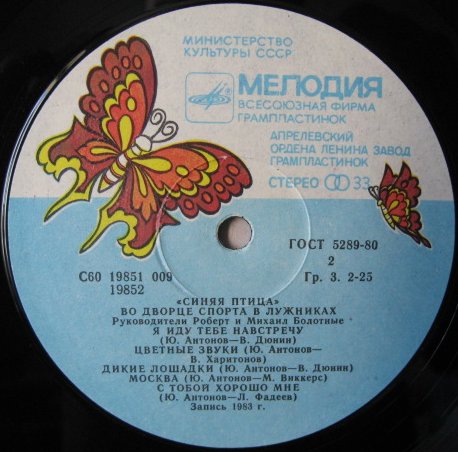 МИНИСТЕРСТВО
КУЛЬТУРЫ СССР
МЕЛОДИЯ
ВСЕСОЮЗНАЯ ФИРМА
ГРАМПЛАСТИНОК
АПРЕЛЕВСКИЙ
ОРДЕНА ЛЕНИНА ЗАВОД
ГРАМПЛАСТИНОК
СТЕРЕО 33
ГОСТ 5289-80
С60 19851 009
2
19852
Гр. 3. 2-25
«СИНЯЯ ПТИЦА»
ВО ДВОРЦЕ СПОРТА В ЛУЖНИКАХ
Руководители Роберт и Михаил Болотные
Я ИДУ ТЕБЕ НАВСТРЕЧУ
(Ю. Антонов—В. Дюнин)
ЦВЕТНЫЕ ЗВУКИ (Ю. Антонов—
В. Харитонов)
ДИКИЕ ЛОШАДКИ (Ю. Антонов—В. Дюнин)
МОСКВА (Ю. Антонов—М. Виккерс)
С ТОБОЙ ХОРОШО МНЕ
(Ю. Антонов—Л. Фадеев)
Запись 1983 г.